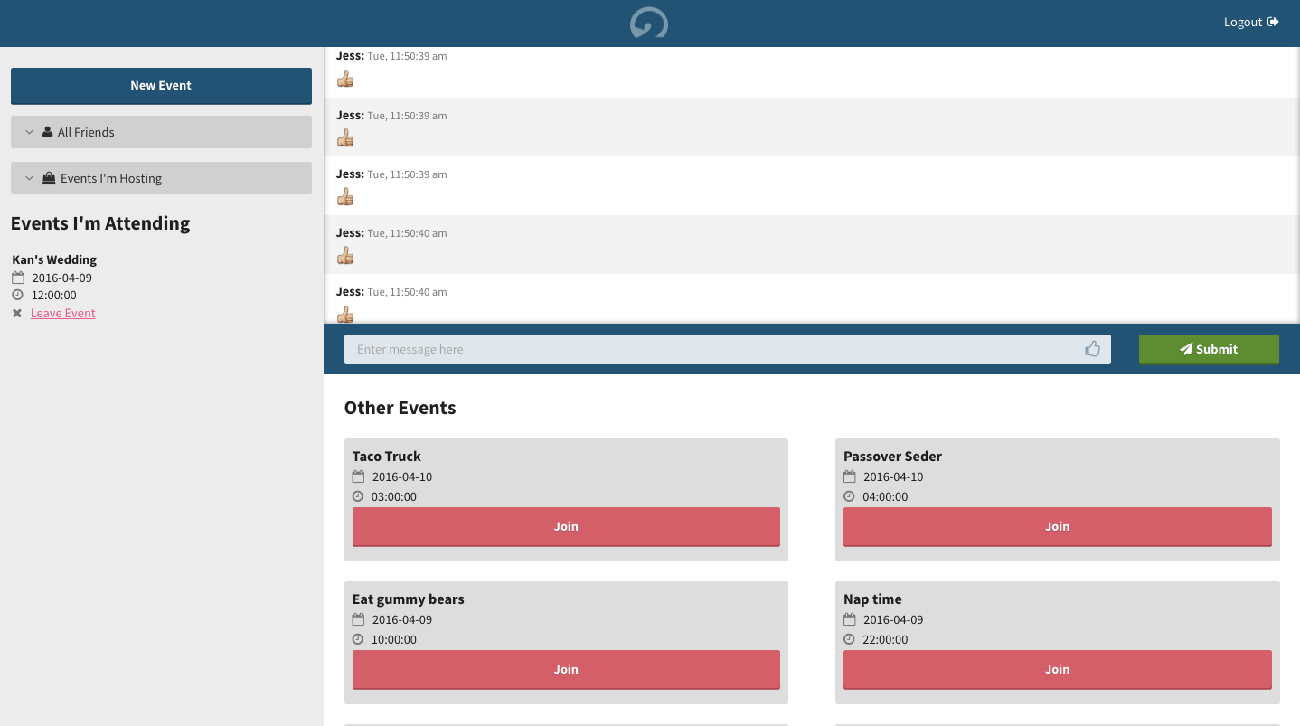 Logout
New Event
All Friends
Events I'm Hosting
Events I'm Attending
Kan's Wedding
2016-04-09
12:00:00
Leave Event
Jess: Tue, 11:50:39 am
Jess: Tue, 11:50:39 am
Jess: Tue, 11:50:39 am
Jess: Tue, 11:50:40 am
Jess: Tue, 11:50:40 am
Enter message here
Submit
Other Events
Taco Truck
2016-04-10
03:00:00
Join
Passover Seder
2016-04-10
04:00:00
Join
Eat gummy bears
2016-04-09
10:00:00
Join
Nap time
2016-04-09
22:00:00
Join